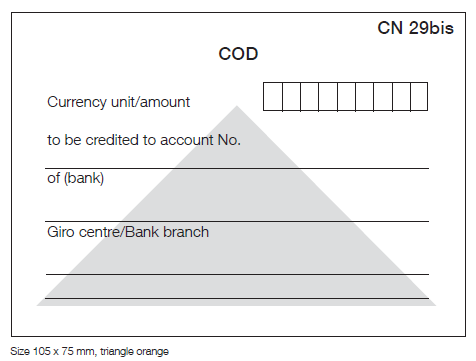 CN 29bis
COD
Currency unit/amount
to be credited to account No.
of (bank)
Giro centre/Bank branch
Size 105 x 75 mm, triangle orange